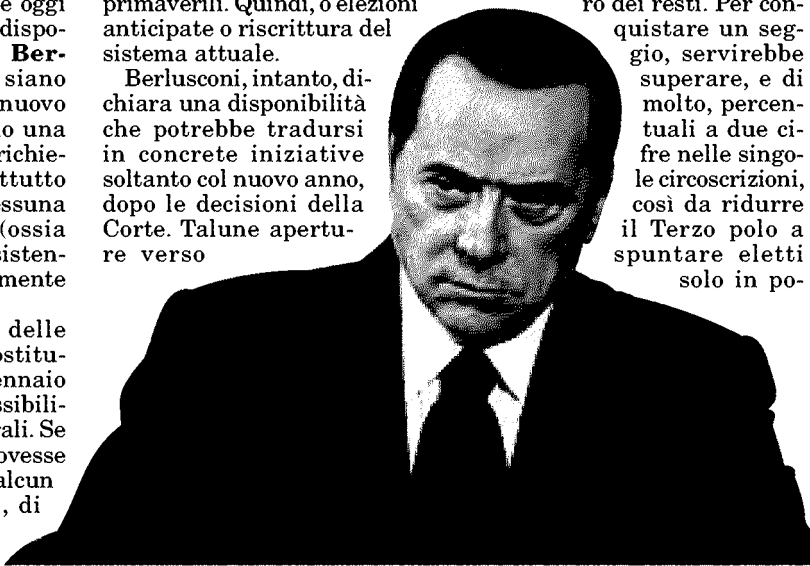 e oggi
dispo-
Ber-
siano
nuovo
o una
richie-
ttutto
ssuna
(ossia
sisten-
mente
delle
ostitu-
ennaio
ssibili-
ali. Se
ovesse
alcun
, di
primaverili. Quindi, o elezioni
anticipate o riscrittura del
sistema attuale.
Berlusconi, intanto, di-
chiara una disponibilità
che potrebbe tradursi
in concrete iniziative
soltanto col nuovo anno,
dopo le decisioni della
Corte. Talune apertu-
re verso
ro dei resti. Per con-
quistare un seg-
gio, servirebbe
superare, e di
molto, percen-
tuali a due ci-
fre nelle singo-
le circoscrizioni,
così da ridurre
il Terzo polo a
spuntare eletti
solo in po-